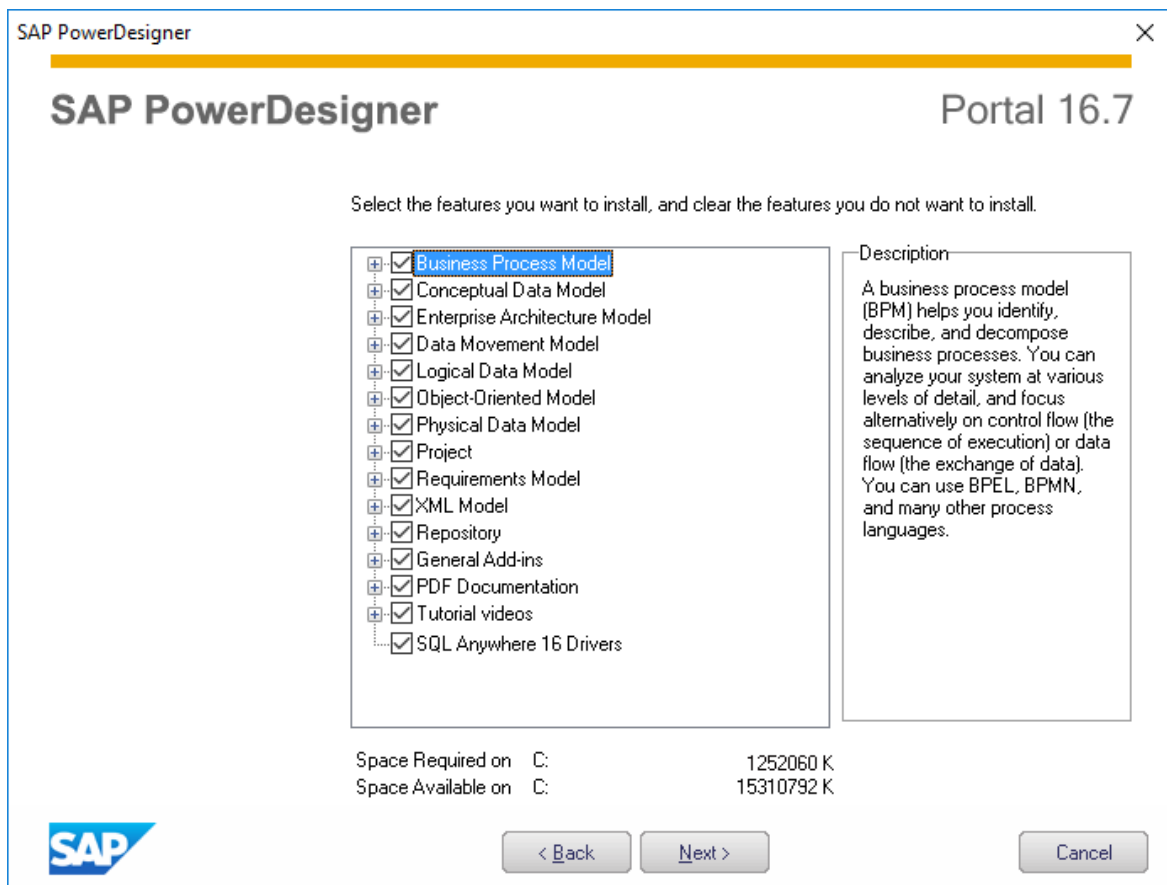 SAP PowerDesigner
SAP PowerDesigner
Portal 16.7
Select the features you want to install, and clear the features you do not want to install.
Business Process Model
Conceptual Data Model
Enterprise Architecture Model
Data Movement Model
Logical Data Model
Object-Oriented Model
Physical Data Model
Project
Requirements Model
XML Model
Repository
General Add-ins
PDF Documentation
Tutorial videos
SQL Anywhere 16 Drivers
Description
A business process model
(BPM) helps you identify,
describe, and decompose
business processes. You can
analyze your system at various
levels of detail, and focus
alternatively on control flow (the
sequence of execution) or data
flow (the exchange of data).
You can use BPEL, BPMN,
and many other process
languages.
Space Required on C: 1252060 K
Space Available on C: 15310792 K
SAP
< Back
Next >
Cancel